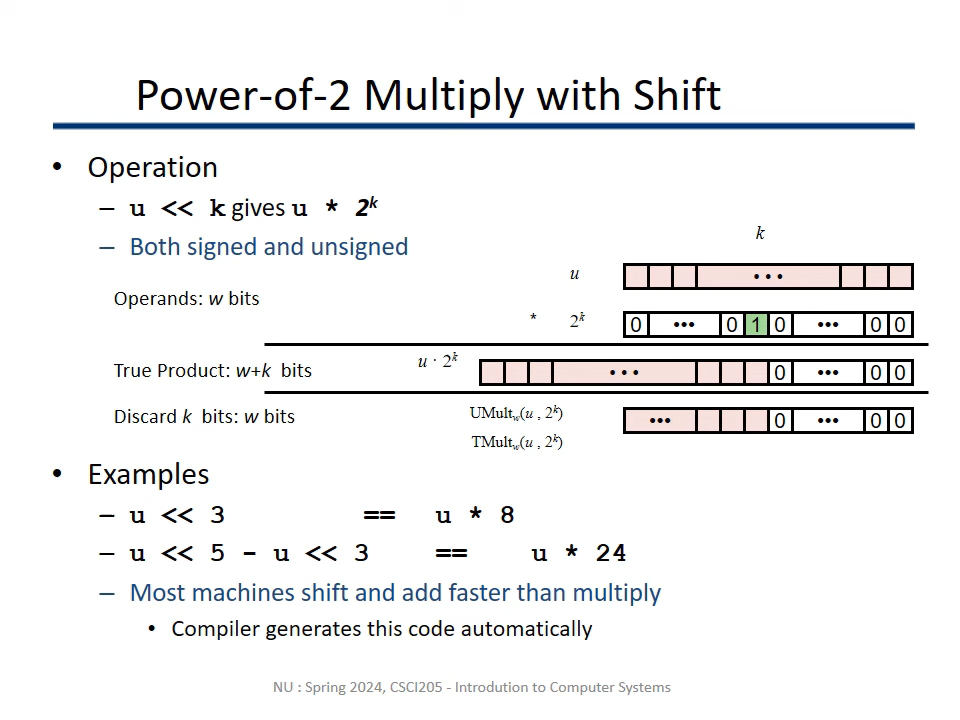 Power-of-2 Multiply with Shift
• Operation
– u << k gives u * 2ᵏ
– Both signed and unsigned
k
u
• • •
Operands: w bits
* 2ᵏ
0 ••• 0 1 0 ••• 0 0
True Product: w+k bits
u · 2ᵏ
• • • 0 ••• 0 0
Discard k bits: w bits
UMultw(u , 2ᵏ)
••• 0 ••• 0 0
TMultw(u , 2ᵏ)
• Examples
– u << 3 == u * 8
– u << 5 - u << 3 == u * 24
– Most machines shift and add faster than multiply
• Compiler generates this code automatically
NU : Spring 2024, CSCI205 - Introdution to Computer Systems